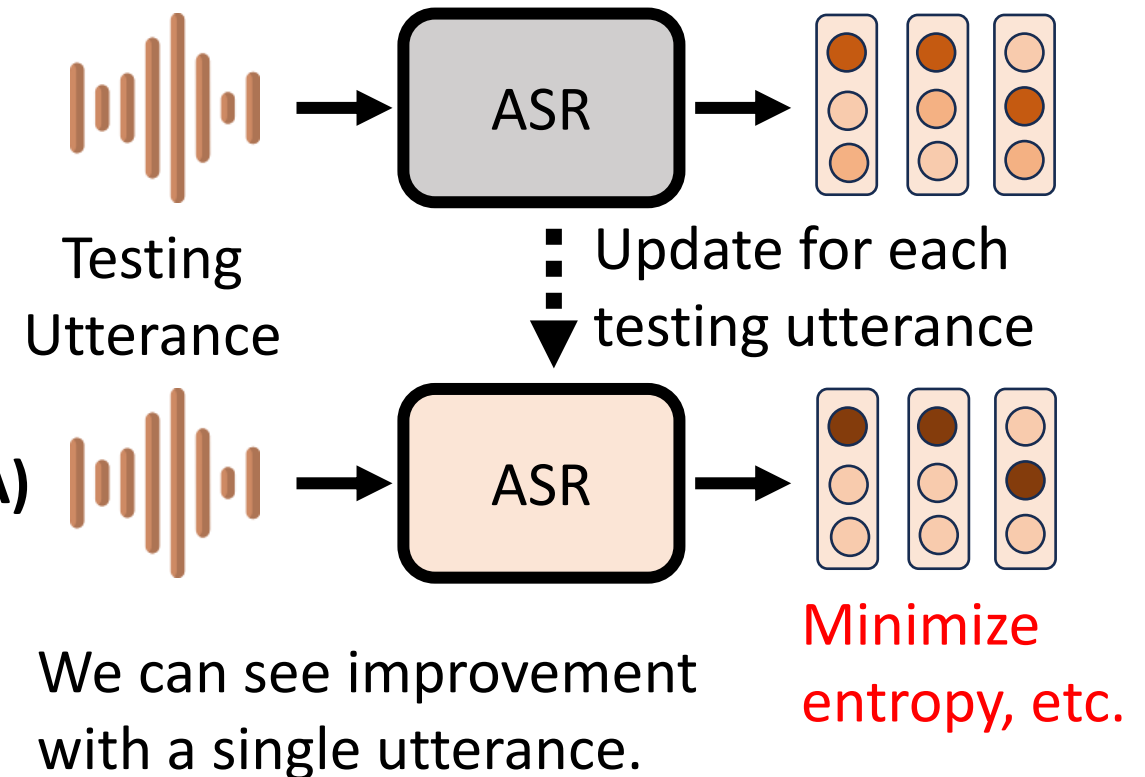 ASR
Testing
Utterance
Update for each
testing utterance
A)
ASR
Minimize
entropy, etc.
We can see improvement
with a single utterance.